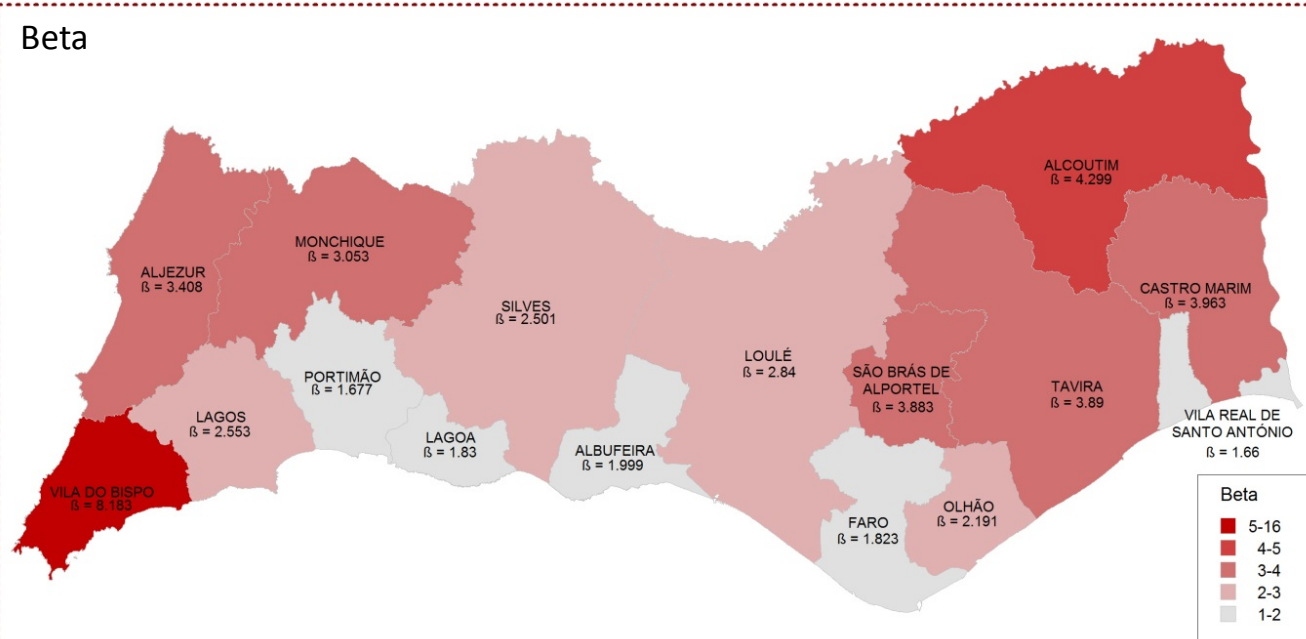 Beta
ALCOUTIM
ß = 4.299
MONCHIQUE
ß = 3.053
ALJEZUR
ß = 3.408
CASTRO MARIM
ß = 3.963
SILVES
ß = 2.501
LOULÉ
ß = 2.84
PORTIMÃO
ß = 1.677
SÃO BRÁS DE
ALPORTEL
ß = 3.883
TAVIRA
ß = 3.89
LAGOS
ß = 2.553
VILA REAL DE
SANTO ANTÓNIO
ß = 1.66
LAGOA
ß = 1.83
ALBUFEIRA
ß = 1.999
VILA DO BISPO
ß = 8.183
OLHÃO
ß = 2.191
FARO
ß = 1.823
Beta
5-16
4-5
3-4
2-3
1-2